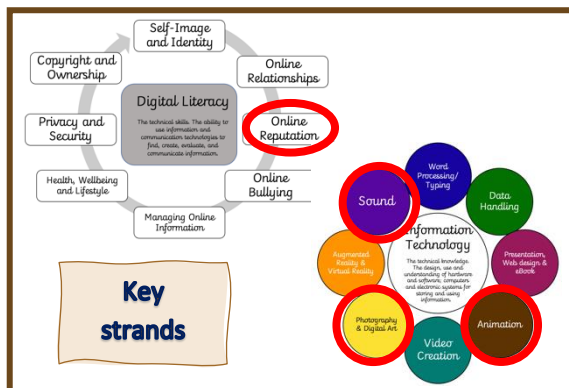 Self-Image
and Identity
Copyright and
Ownership
Online
Relationships
Digital Literacy
The technical skills. The ability to
use information and
communication technologies to
find, create, evaluate, and
communicate information.
Privacy and
Security
Online
Reputation
Health, Wellbeing
and Lifestyle
Online
Bullying
Managing Online
Information
Key
strands
Word
Processing/
Typing
Sound
Data
Handling
Information
Technology
The technical knowledge.
The design, use and
understanding of hardware
and software; computers
and electronic systems for
storing and using
information.
Augmented
Reality &
Virtual Reality
Presentation,
Web design &
eBook
Photography
& Digital Art
Animation
Video
Creation